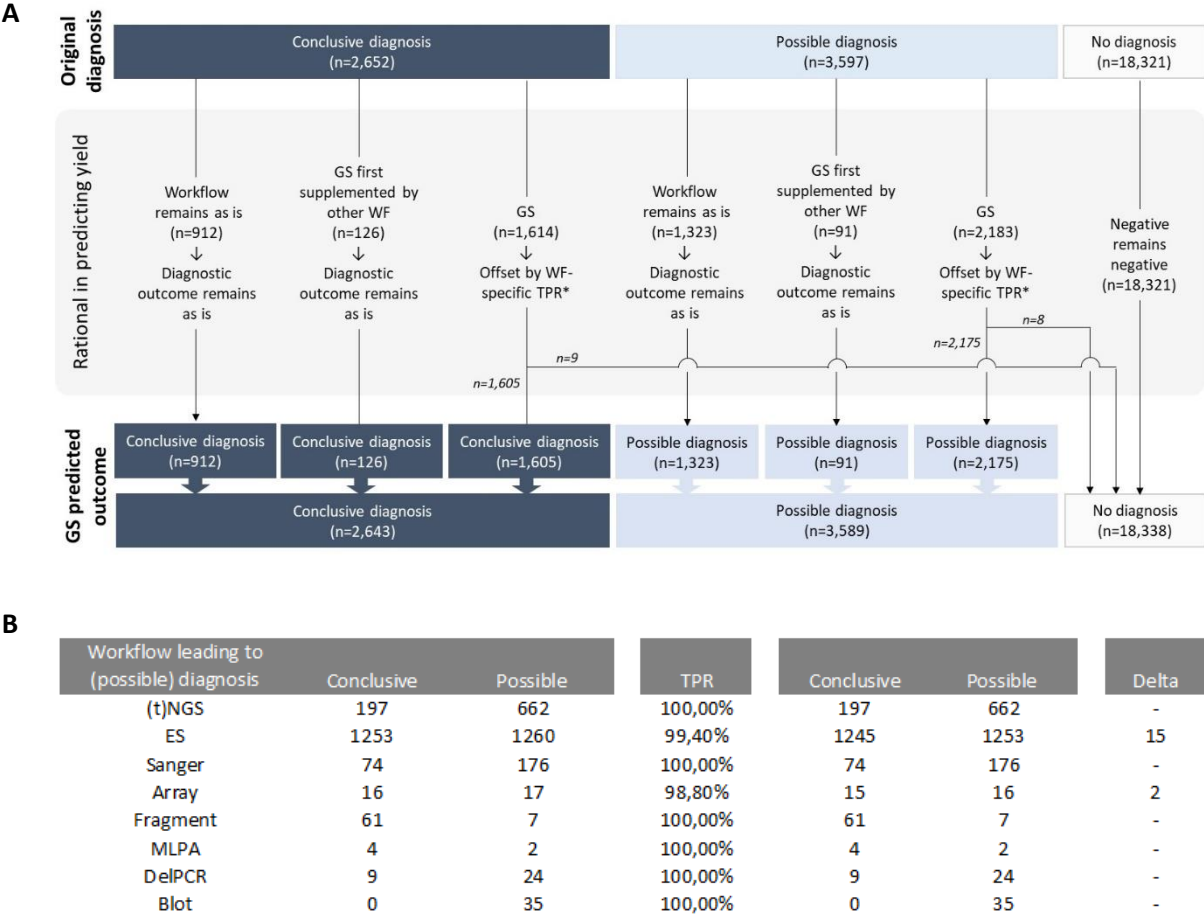 A
Original
diagnosis
Conclusive diagnosis
(n=2,652)
Possible diagnosis
(n=3,597)
No diagnosis
(n=18,321)
Rational in predicting yield
Workflow
remains as is
(n=912)
↓
Diagnostic
outcome remains
as is
GS first
supplemented by
other WF
(n=126)
↓
Diagnostic
outcome remains
as is
GS
(n=1,614)
↓
Offset by WF-
specific TPR*
Workflow
remains as is
(n=1,323)
↓
Diagnostic
outcome remains
as is
GS first
supplemented by
other WF
(n=91)
↓
Diagnostic
outcome remains
as is
GS
(n=2,183)
↓
Offset by WF-
specific TPR*
Negative
remains
negative
(n=18,321)
n=8
n=2,175
n=9
n=1,605
GS predicted
outcome
Conclusive diagnosis
(n=912)
Conclusive diagnosis
(n=126)
Conclusive diagnosis
(n=1,605)
Possible diagnosis
(n=1,323)
Possible diagnosis
(n=91)
Possible diagnosis
(n=2,175)
Conclusive diagnosis
(n=2,643)
Possible diagnosis
(n=3,589)
No diagnosis
(n=18,338)
B
Workflow leading to
(possible) diagnosis Conclusive Possible TPR Conclusive Possible Delta
(t)NGS 197 662 100,00% 197 662 -
ES 1253 1260 99,40% 1245 1253 15
Sanger 74 176 100,00% 74 176 -
Array 16 17 98,80% 15 16 2
Fragment 61 7 100,00% 61 7 -
MLPA 4 2 100,00% 4 2 -
DelPCR 9 24 100,00% 9 24 -
Blot 0 35 100,00% 0 35 -